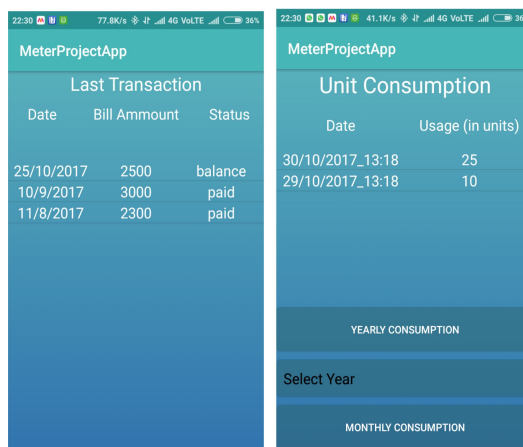 22:30 77.8K/s 4G VoLTE 36%
MeterProjectApp
Last Transaction
Date Bill Ammount Status
25/10/2017 2500 balance
10/9/2017 3000 paid
11/8/2017 2300 paid
22:30 41.1K/s 4G VoLTE 36
MeterProjectApp
Unit Consumption
Date Usage (in units)
30/10/2017_13:18 25
29/10/2017_13:18 10
YEARLY CONSUMPTION
Select Year
MONTHLY CONSUMPTION